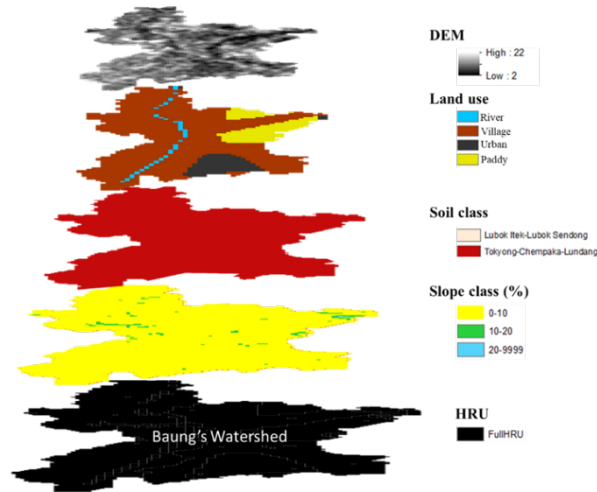 DEM
High : 22
Low : 2
Land use
River
Village
Urban
Paddy
Soil class
Lubok Itek-Lubok Sendong
Tokyong-Chempaka-Lundang
Slope class (%)
0-10
10-20
20-9999
HRU
FullHRU
Baung's Watershed